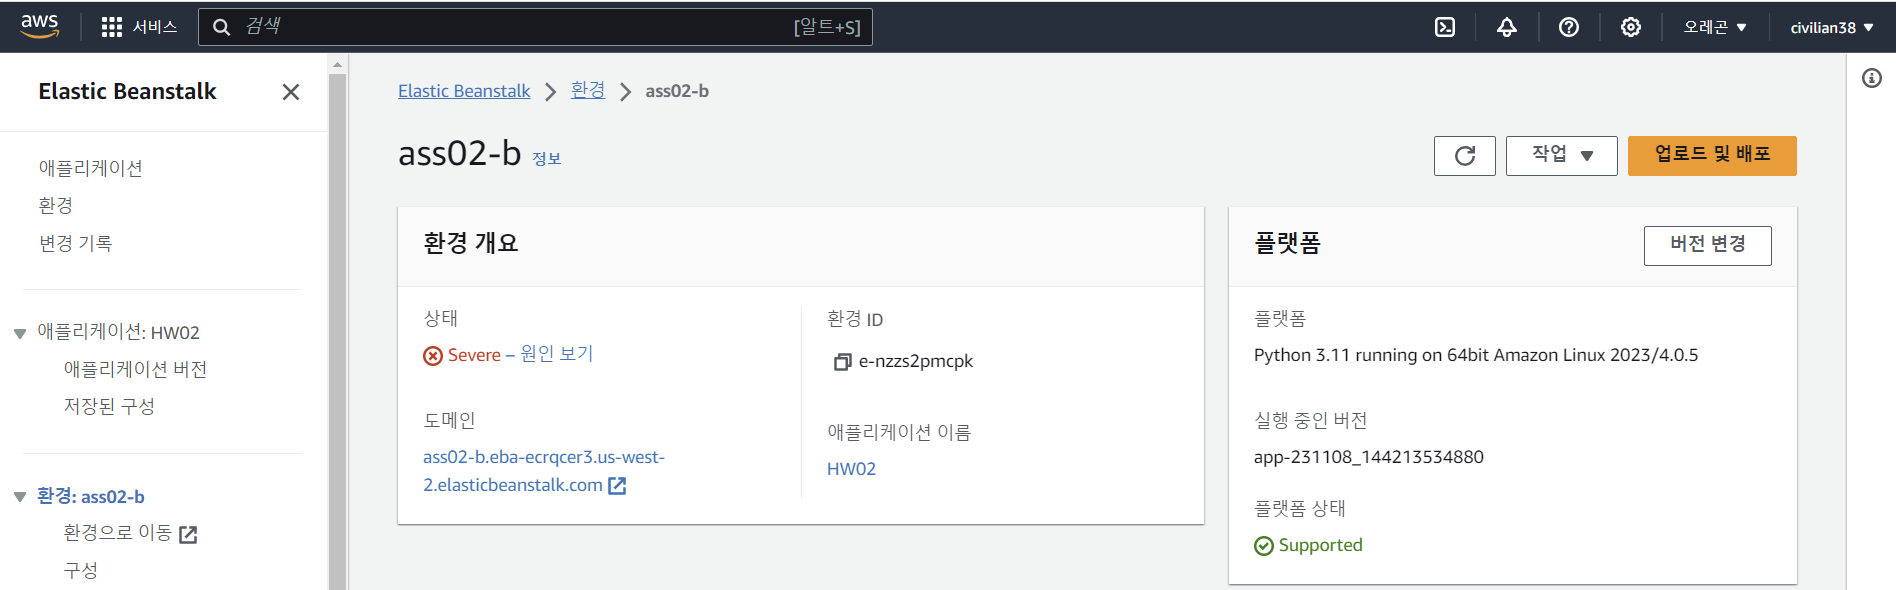 aws
서비스
검색
[알트+S]
오레곤
civilian38
Elastic Beanstalk
애플리케이션
환경
변경 기록
애플리케이션: HW02
애플리케이션 버전
저장된 구성
환경: ass02-b
환경으로 이동
구성
Elastic Beanstalk
환경
ass02-b
ass02-b 정보
작업
업로드 및 배포
환경 개요
상태
Severe – 원인 보기
도메인
ass02-b.eba-ecrqcer3.us-west-
2.elasticbeanstalk.com
환경 ID
e-nzzs2pmcpk
애플리케이션 이름
HW02
플랫폼
버전 변경
플랫폼
Python 3.11 running on 64bit Amazon Linux 2023/4.0.5
실행 중인 버전
app-231108_144213534880
플랫폼 상태
Supported